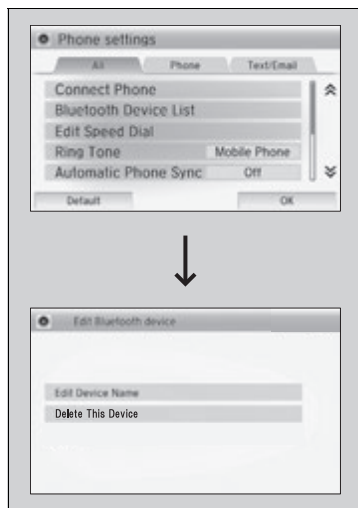 Phone settings
All Phone Text/Email
Connect Phone
Bluetooth Device List
Edit Speed Dial
Ring Tone Mobile Phone
Automatic Phone Sync Off
Default OK
Edit Bluetooth device
Edit Device Name
Delete This Device